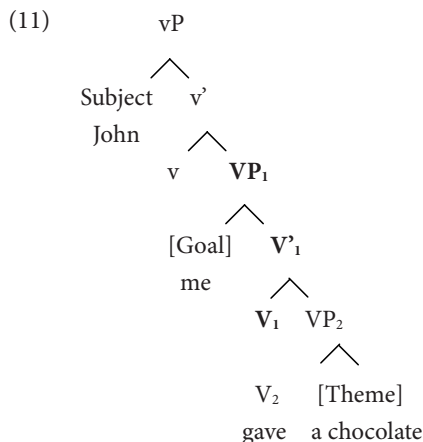 (11) vP
Subject v’
John
v VP₁
[Goal] V’₁
me
V₁ VP₂
V₂ [Theme]
gave a chocolate